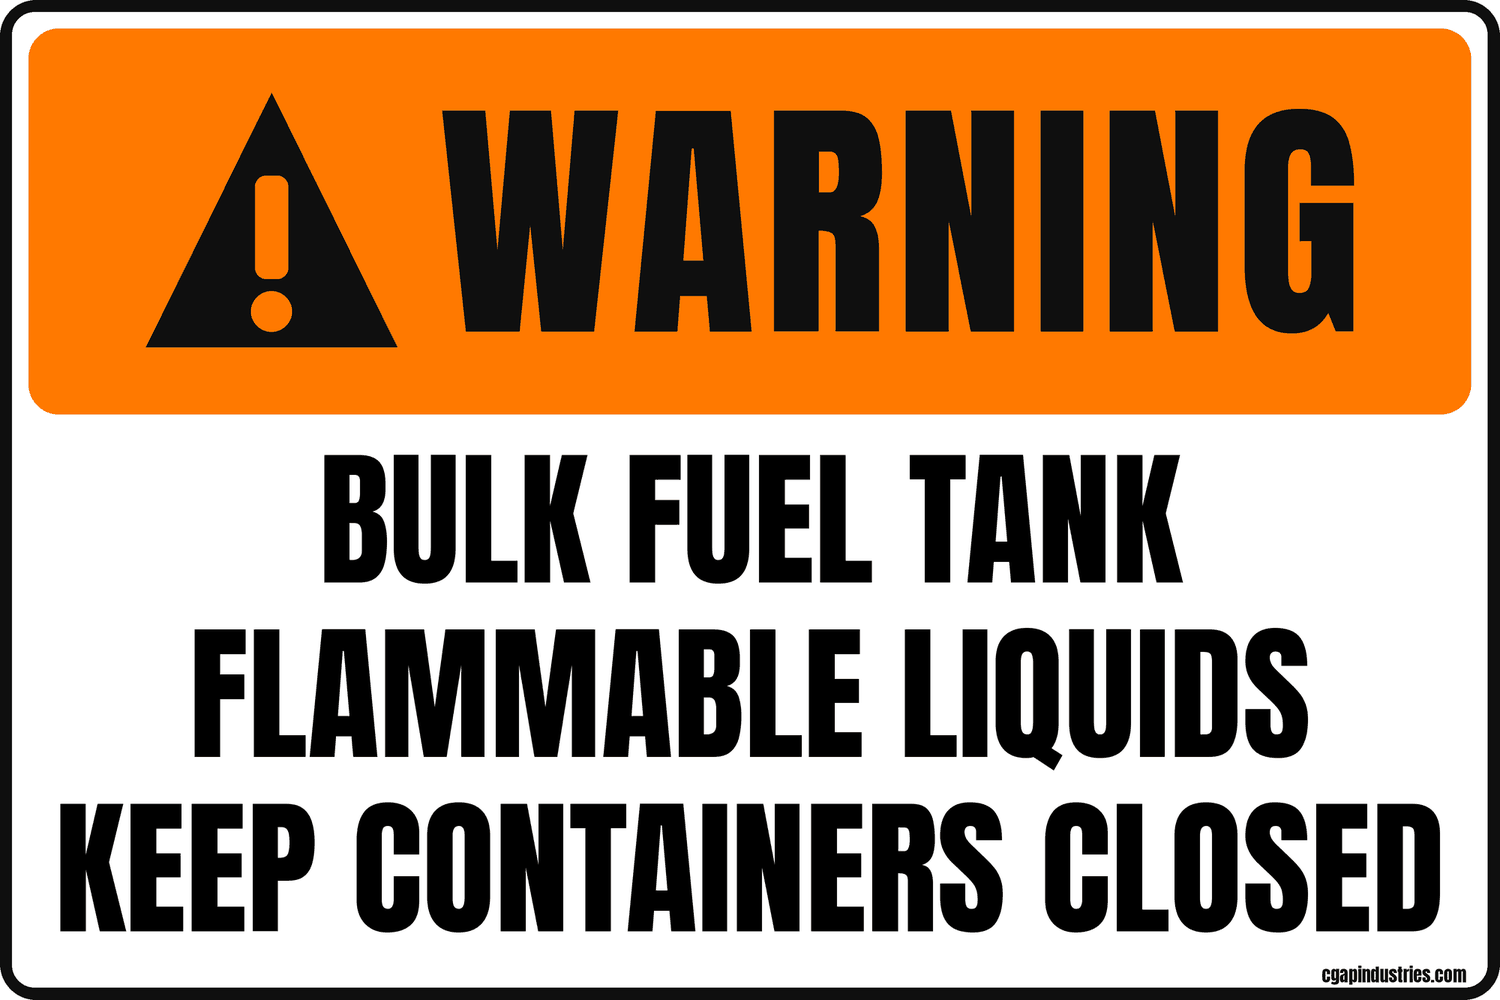 WARNING
BULK FUEL TANK
FLAMMABLE LIQUIDS
KEEP CONTAINERS CLOSED
cgapindustries.com